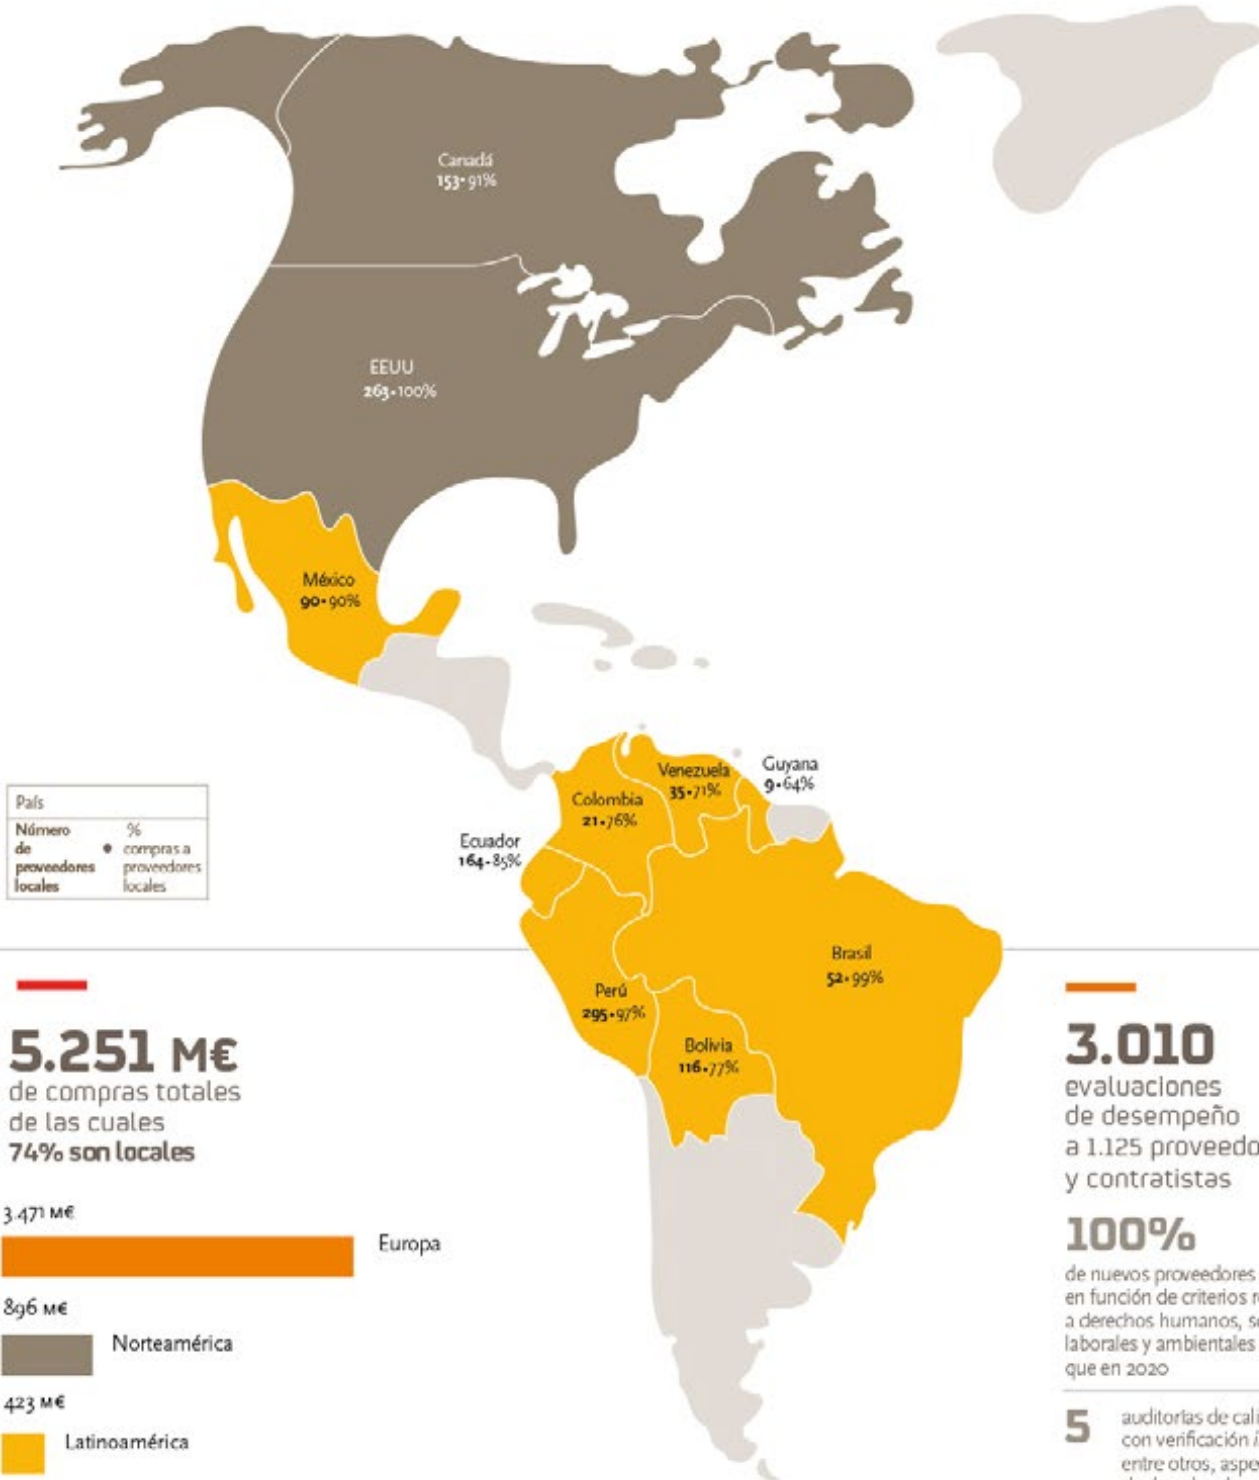 Canadá
153•91%
EEUU
263•100%
México
90•90%
Venezuela
35•71%
Guyana
9•64%
Colombia
21•76%
Ecuador
164•85%
Brasil
52•99%
Perú
295•97%
Bolivia
116•77%
País
Número de proveedores locales • % compras a proveedores locales
5.251 M€
de compras totales
de las cuales
74% son locales
3.471 M€
Europa
896 M€
Norteamérica
423 M€
Latinoamérica
3.010
evaluaciones
de desempeño
a 1.125
y contratistas
100%
de nuevos proveedores
en función de criterios
a derechos humanos,
laborales y ambientales
que en 2020
5
auditorías de
con verificación
entre otros,